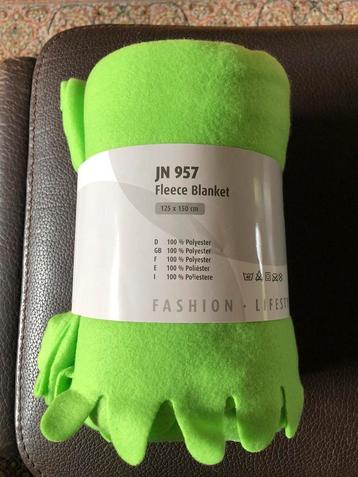 JN 957
Fleece Blanket
125 x 150 cm
D 100 % Polyester
GB 100 % Polyester
F 100 % Polyester
E 100 % Poliéster
I 100 % Poliestere
FASHION - LIFEST